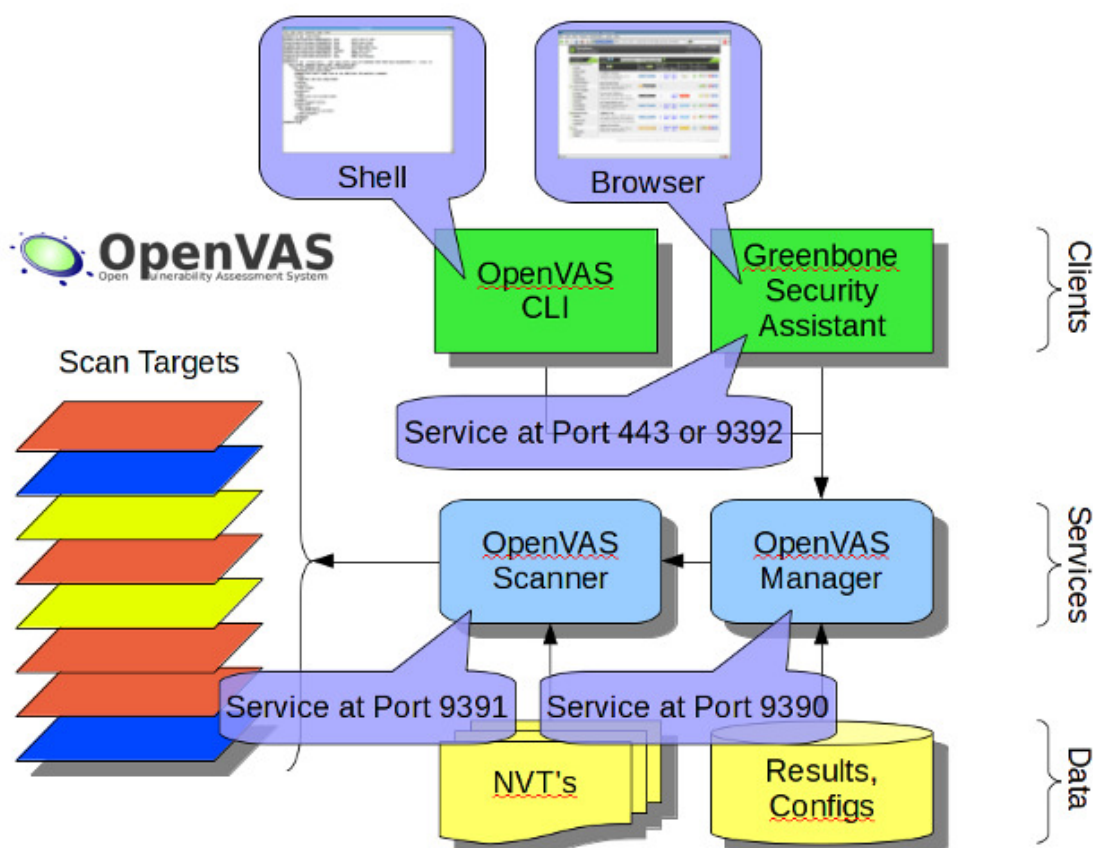 Shell
Browser
OpenVAS
Open Vulnerability Assessment System
OpenVAS
CLI
Greenbone
Security
Assistant
Clients
Scan Targets
Service at Port 443 or 9392
OpenVAS
Scanner
OpenVAS
Manager
Services
Service at Port 9391
Service at Port 9390
NVT's
Results,
Configs
Data